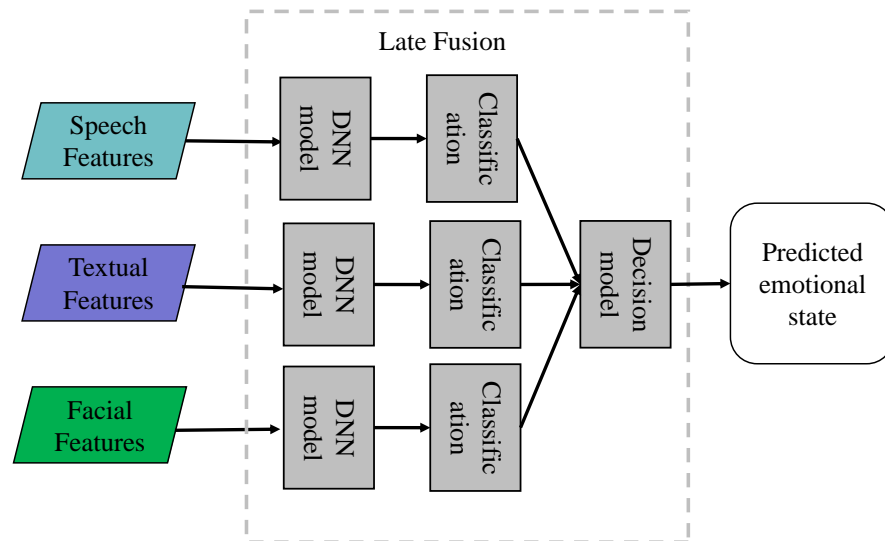 Late Fusion
Speech
Features
DNN
model
Classific
ation
Textual
Features
DNN
model
Classific
ation
Decision
model
Predicted
emotional
state
Facial
Features
DNN
model
Classific
ation